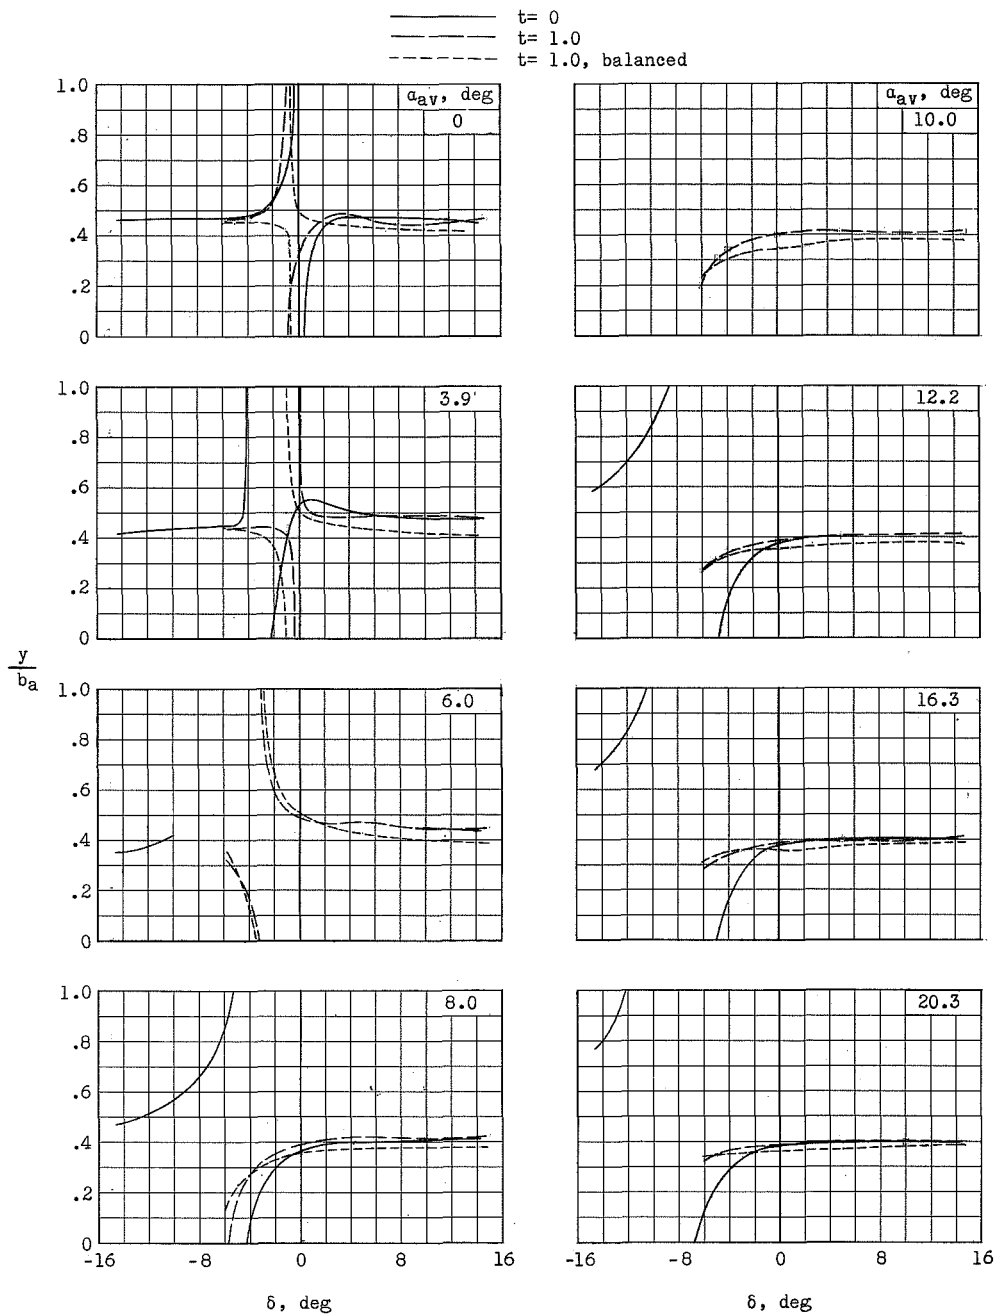 t= 0
t= 1.0
t= 1.0, balanced
1.0
.8
.6
.4
.2
0
αav, deg
0
αav, deg
10.0
1.0
.8
.6
.4
.2
0
3.9
12.2
y
ba
1.0
.8
.6
.4
.2
0
6.0
16.3
1.0
.8
.6
.4
.2
0
8.0
20.3
-16 -8 0 8 16
-16 -8 0 8 16
δ, deg
δ, deg